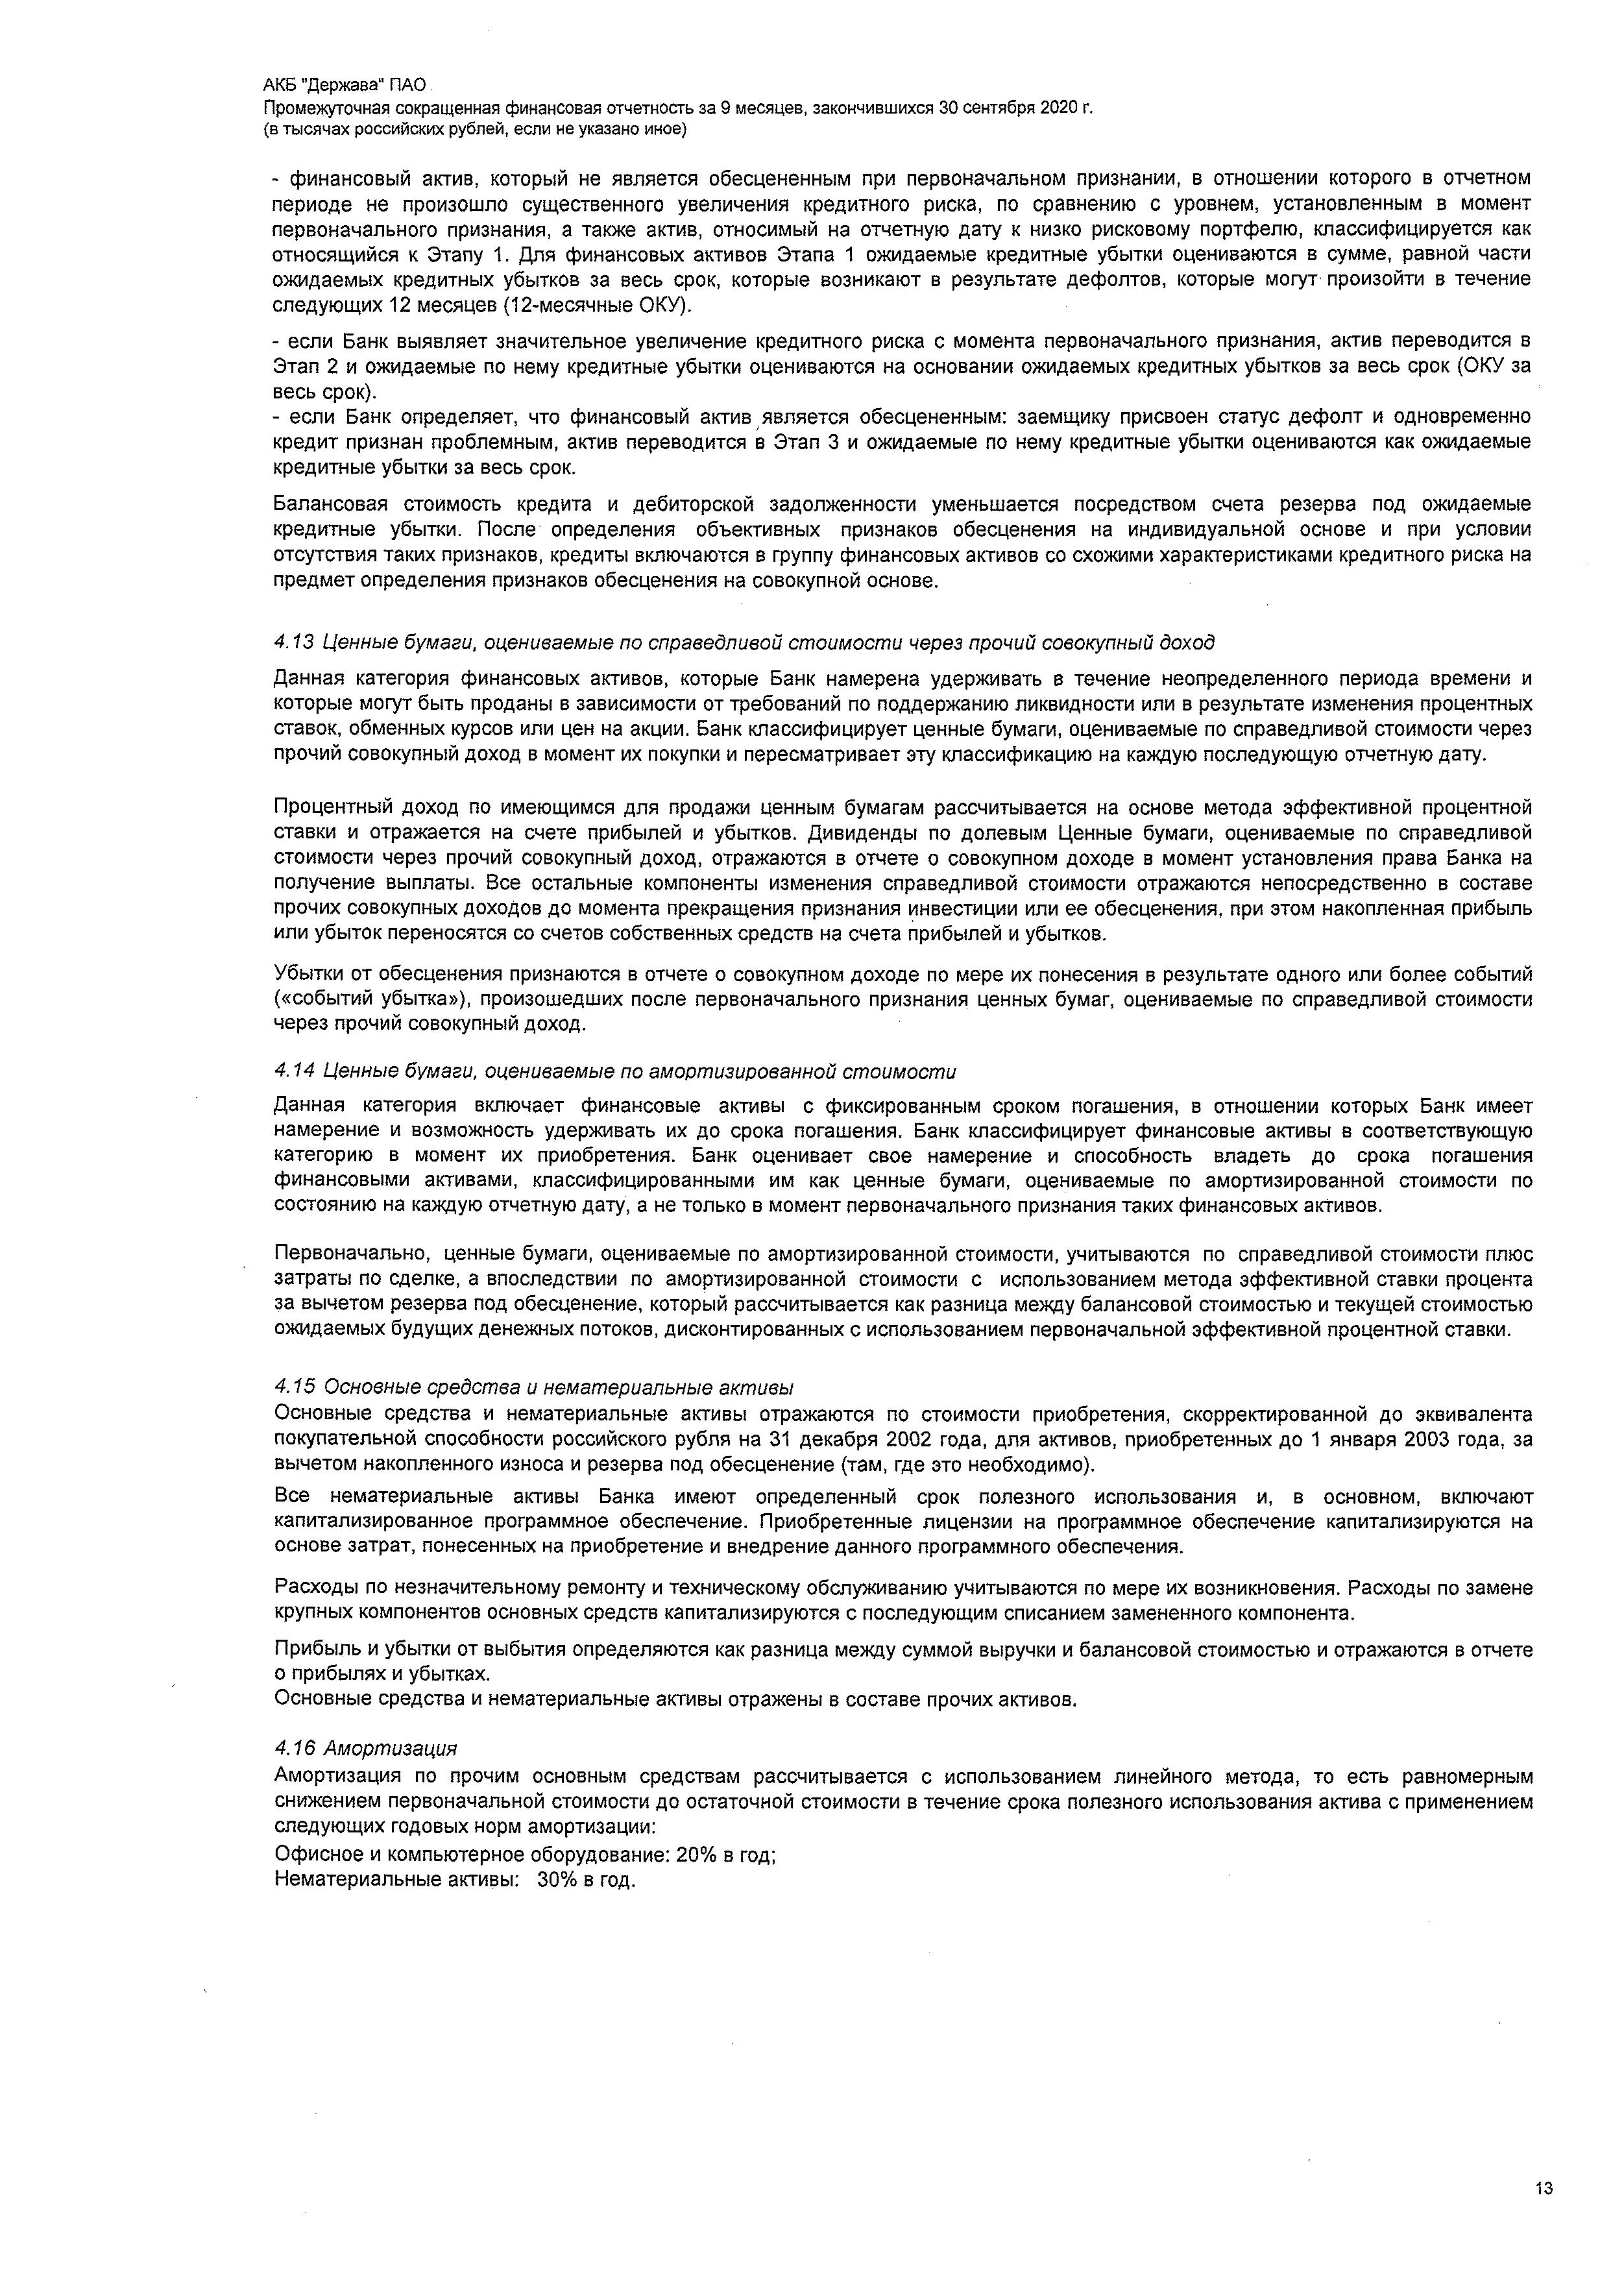 АКБ "Держава" ПАО
Промежуточная сокращенная финансовая отчетность за 9 месяцев, закончившихся 30 сентября 2020 г.
(в тысячах российских рублей, если не указано иное)
- финансовый актив, который не является обесцененным при первоначальном признании, в отношении которого в отчетном
периоде не произошло существенного увеличения кредитного риска, по сравнению с уровнем, установленным в момент
первоначального признания, а также актив, относимый на отчетную дату к низко рисковому портфелю, классифицируется как
относящийся к Этапу 1. Для финансовых активов Этапа 1 ожидаемые кредитные убытки оцениваются в сумме, равной части
ожидаемых кредитных убытков за весь срок, которые возникают в результате дефолтов, которые могут произойти в течение
следующих 12 месяцев (12-месячные ОКУ).
- если Банк выявляет значительное увеличение кредитного риска с момента первоначального признания, актив переводится в
Этап 2 и ожидаемые по нему кредитные убытки оцениваются на основании ожидаемых кредитных убытков за весь срок (ОКУ за
весь срок).
- если Банк определяет, что финансовый актив является обесцененным: заемщику присвоен статус дефолт и одновременно
кредит признан проблемным, актив переводится в Этап 3 и ожидаемые по нему кредитные убытки оцениваются как ожидаемые
кредитные убытки за весь срок.
Балансовая стоимость кредита и дебиторской задолженности уменьшается посредством счета резерва под ожидаемые
кредитные убытки. После определения объективных признаков обесценения на индивидуальной основе и при условии
отсутствия таких признаков, кредиты включаются в группу финансовых активов со схожими характеристиками кредитного риска на
предмет определения признаков обесценения на совокупной основе.
4.13 Ценные бумаги, оцениваемые по справедливой стоимости через прочий совокупный доход
Данная категория финансовых активов, которые Банк намерена удерживать в течение неопределенного периода времени и
которые могут быть проданы в зависимости от требований по поддержанию ликвидности или в результате изменения процентных
ставок, обменных курсов или цен на акции. Банк классифицирует ценные бумаги, оцениваемые по справедливой стоимости через
прочий совокупный доход в момент их покупки и пересматривает эту классификацию на каждую последующую отчетную дату.
Процентный доход по имеющимся для продажи ценным бумагам рассчитывается на основе метода эффективной процентной
ставки и отражается на счете прибылей и убытков. Дивиденды по долевым Ценные бумаги, оцениваемые по справедливой
стоимости через прочий совокупный доход, отражаются в отчете о совокупном доходе в момент установления права Банка на
получение выплаты. Все остальные компоненты изменения справедливой стоимости отражаются непосредственно в составе
прочих совокупных доходов до момента прекращения признания инвестиции или ее обесценения, при этом накопленная прибыль
или убыток переносятся со счетов собственных средств на счета прибылей и убытков.
Убытки от обесценения признаются в отчете о совокупном доходе по мере их понесения в результате одного или более событий
(«событий убытка»), произошедших после первоначального признания ценных бумаг, оцениваемые по справедливой стоимости
через прочий совокупный доход.
4.14 Ценные бумаги, оцениваемые по амортизированной стоимости
Данная категория включает финансовые активы с фиксированным сроком погашения, в отношении которых Банк имеет
намерение и возможность удерживать их до срока погашения. Банк классифицирует финансовые активы в соответствующую
категорию в момент их приобретения. Банк оценивает свое намерение и способность владеть до срока погашения
финансовыми активами, классифицированными им как ценные бумаги, оцениваемые по амортизированной стоимости по
состоянию на каждую отчетную дату, а не только в момент первоначального признания таких финансовых активов.
Первоначально, ценные бумаги, оцениваемые по амортизированной стоимости, учитываются по справедливой стоимости плюс
затраты по сделке, а впоследствии по амортизированной стоимости с использованием метода эффективной ставки процента
за вычетом резерва под обесценение, который рассчитывается как разница между балансовой стоимостью и текущей стоимостью
ожидаемых будущих денежных потоков, дисконтированных с использованием первоначальной эффективной процентной ставки.
4.15 Основные средства и нематериальные активы
Основные средства и нематериальные активы отражаются по стоимости приобретения, скорректированной до эквивалента
покупательной способности российского рубля на 31 декабря 2002 года, для активов, приобретенных до 1 января 2003 года, за
вычетом накопленного износа и резерва под обесценение (там, где это необходимо).
Все нематериальные активы Банка имеют определенный срок полезного использования и, в основном, включают
капитализированное программное обеспечение. Приобретенные лицензии на программное обеспечение капитализируются на
основе затрат, понесенных на приобретение и внедрение данного программного обеспечения.
Расходы по незначительному ремонту и техническому обслуживанию учитываются по мере их возникновения. Расходы по замене
крупных компонентов основных средств капитализируются с последующим списанием замененного компонента.
Прибыль и убытки от выбытия определяются как разница между суммой выручки и балансовой стоимостью и отражаются в отчете
о прибылях и убытках.
Основные средства и нематериальные активы отражены в составе прочих активов.
4.16 Амортизация
Амортизация по прочим основным средствам рассчитывается с использованием линейного метода, то есть равномерным
снижением первоначальной стоимости до остаточной стоимости в течение срока полезного использования актива с применением
следующих годовых норм амортизации:
Офисное и компьютерное оборудование: 20% в год;
Нематериальные активы: 30% в год.
13